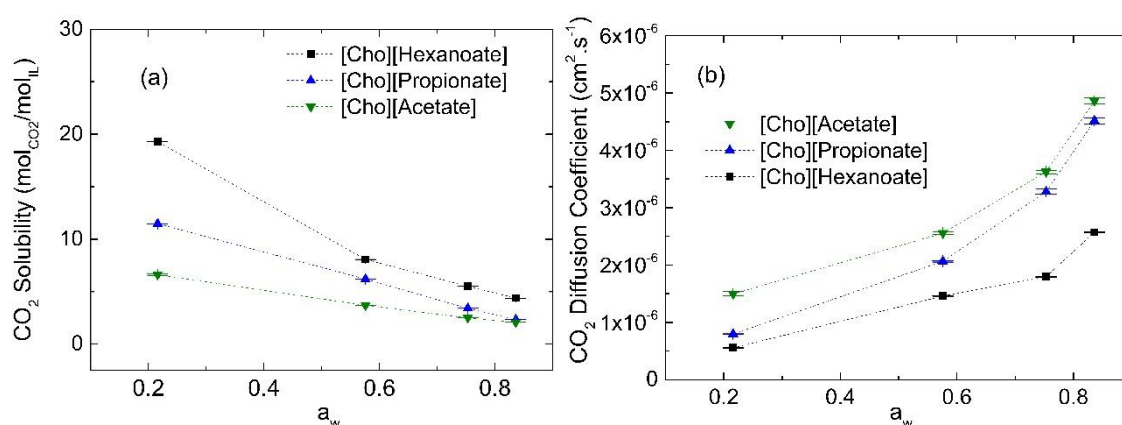 30
20
10
0
CO2 Solubility (molCO2/molIL)
(a)
[Cho][Hexanoate]
[Cho][Propionate]
[Cho][Acetate]
0.2 0.4 0.6 0.8
aw
6x10-6
5x10-6
4x10-6
3x10-6
2x10-6
1x10-6
0
CO2 Diffusion Coefficient (cm2.s-1)
(b)
[Cho][Acetate]
[Cho][Propionate]
[Cho][Hexanoate]
0.2 0.4 0.6 0.8
aw